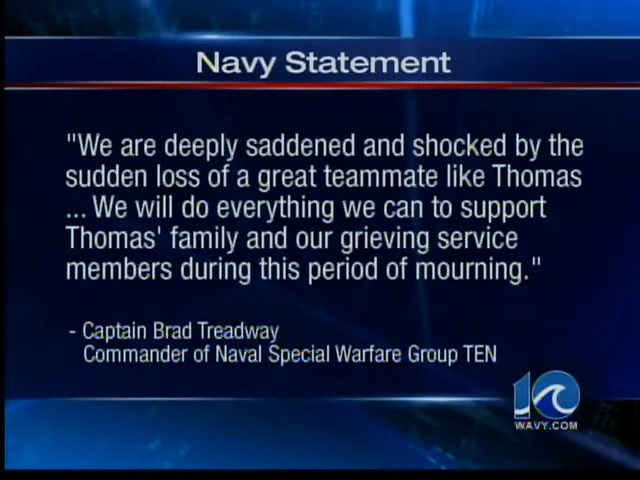 Navy Statement
"We are deeply saddened and shocked by the
sudden loss of a great teammate like Thomas
... We will do everything we can to support
Thomas' family and our grieving service
members during this period of mourning."
- Captain Brad Treadway
Commander of Naval Special Warfare Group TEN
10
WAVY.COM